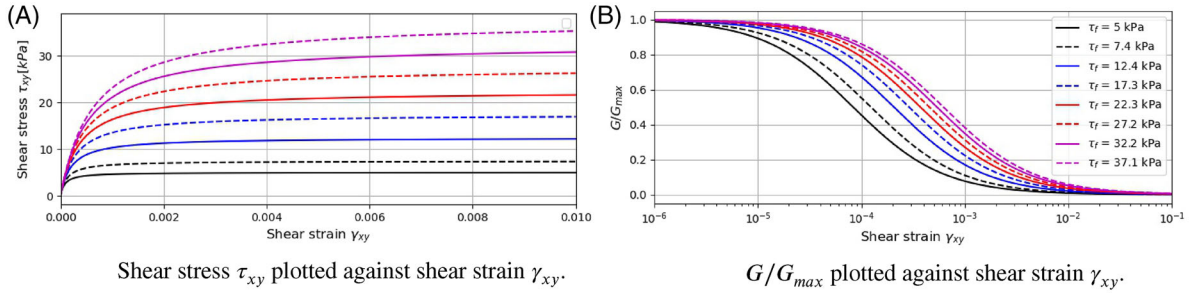 (A)
Shear stress τxy[kPa]
30
20
10
0
0.000
0.002
0.004
0.006
0.008
0.010
Shear strain γxy
Shear stress τxy plotted against shear strain γxy.
(B)
G/Gmax
1.0
0.8
0.6
0.4
0.2
0.0
10⁻⁶
10⁻⁵
10⁻⁴
10⁻³
10⁻²
10⁻¹
Shear strain γxy
τf = 5 kPa
τf = 7.4 kPa
τf = 12.4 kPa
τf = 17.3 kPa
τf = 22.3 kPa
τf = 27.2 kPa
τf = 32.2 kPa
τf = 37.1 kPa
G/Gmax plotted against shear strain γxy.